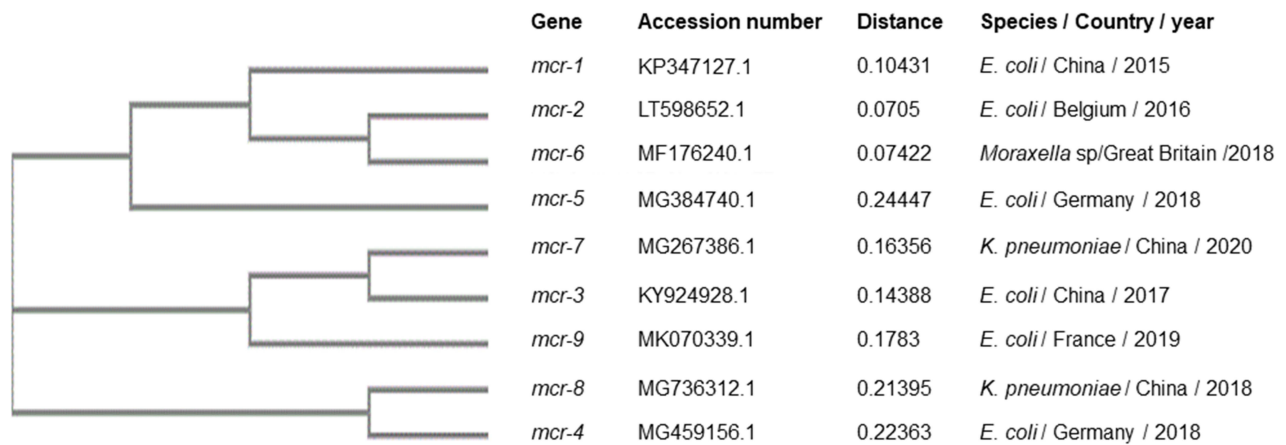 Gene Accession number Distance Species / Country / year
mcr-1 KP347127.1 0.10431 E. coli / China / 2015
mcr-2 LT598652.1 0.0705 E. coli / Belgium / 2016
mcr-6 MF176240.1 0.07422 Moraxella sp/Great Britain /2018
mcr-5 MG384740.1 0.24447 E. coli / Germany / 2018
mcr-7 MG267386.1 0.16356 K. pneumoniae / China / 2020
mcr-3 KY924928.1 0.14388 E. coli / China / 2017
mcr-9 MK070339.1 0.1783 E. coli / France / 2019
mcr-8 MG736312.1 0.21395 K. pneumoniae / China / 2018
mcr-4 MG459156.1 0.22363 E. coli / Germany / 2018